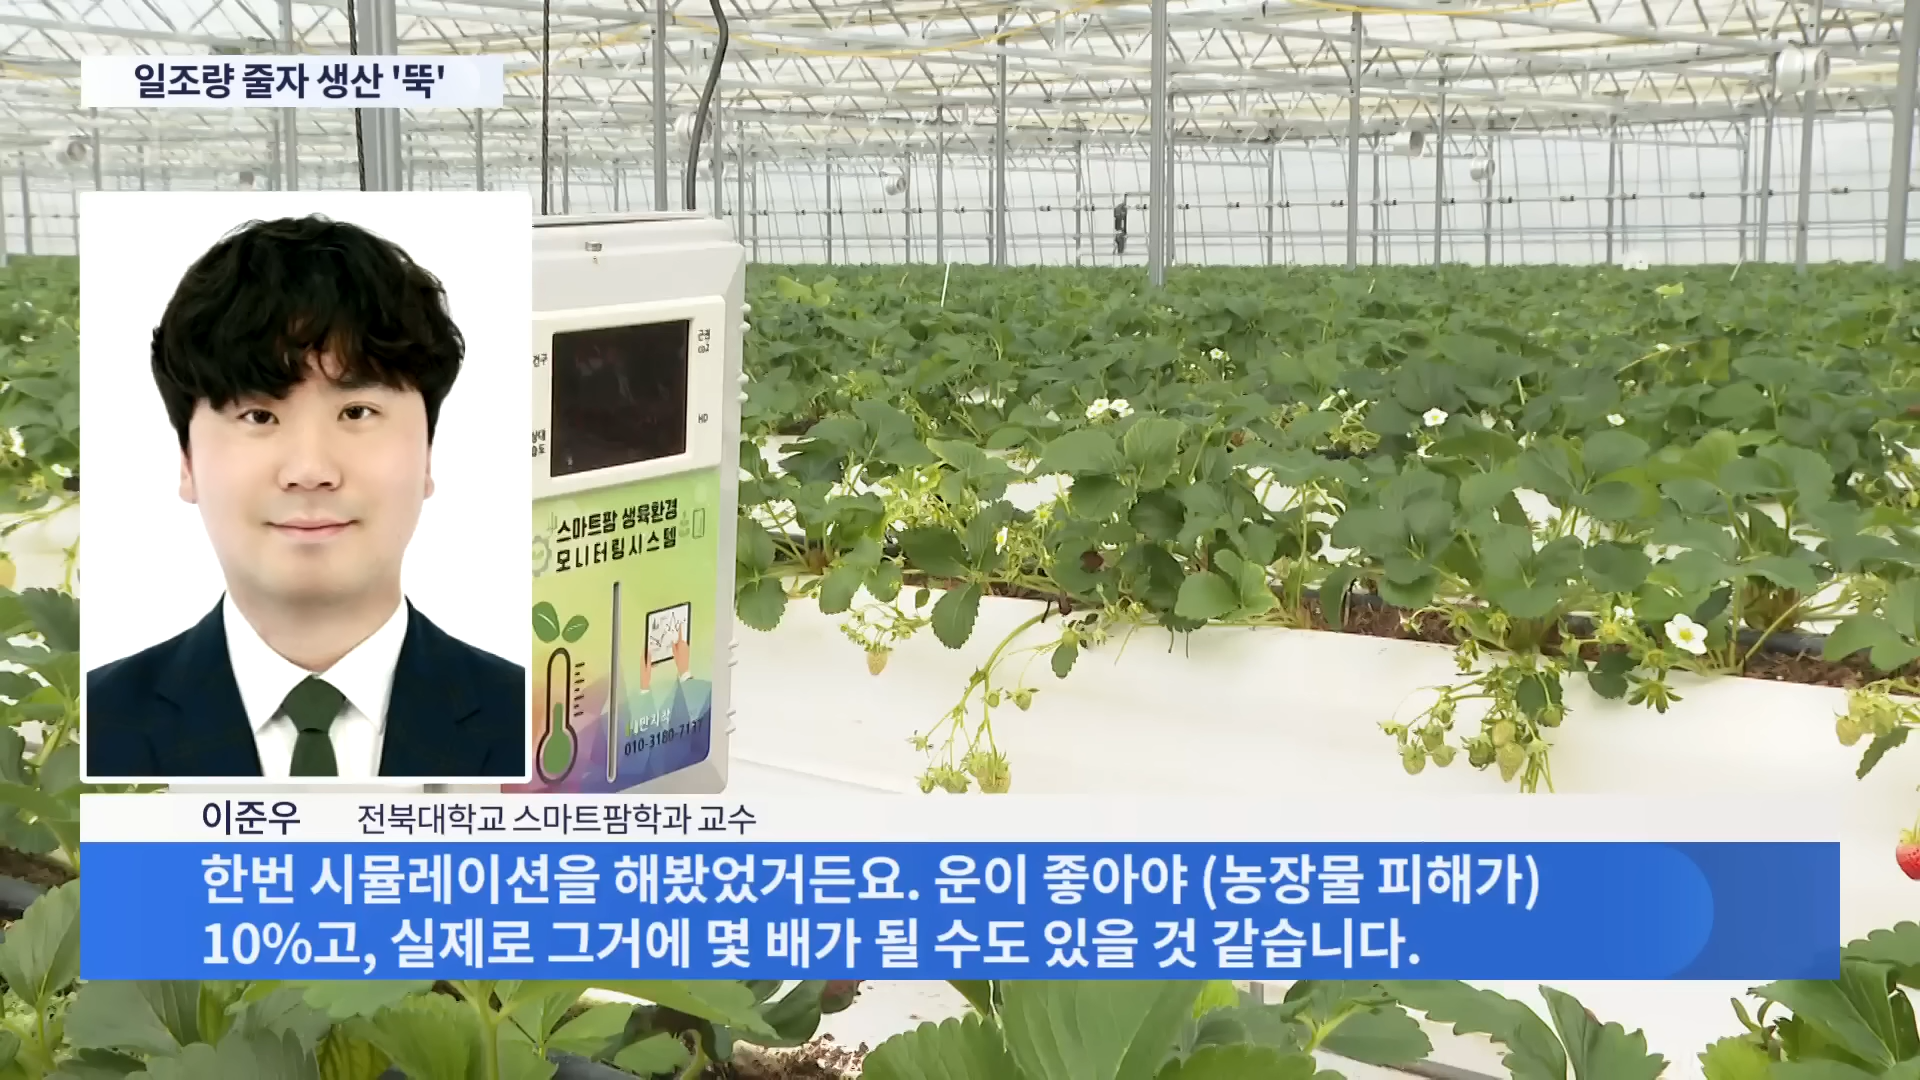 일조량 줄자 생산 '뚝'
근권
co2
HD
스마트팜 생육환경
모니터링시스템
이준우 전북대학교 스마트팜학과 교수
한번 시뮬레이션을 해봤었거든요. 운이 좋아야 (농장물 피해가)
10%고, 실제로 그거에 몇 배가 될 수도 있을 것 같습니다.